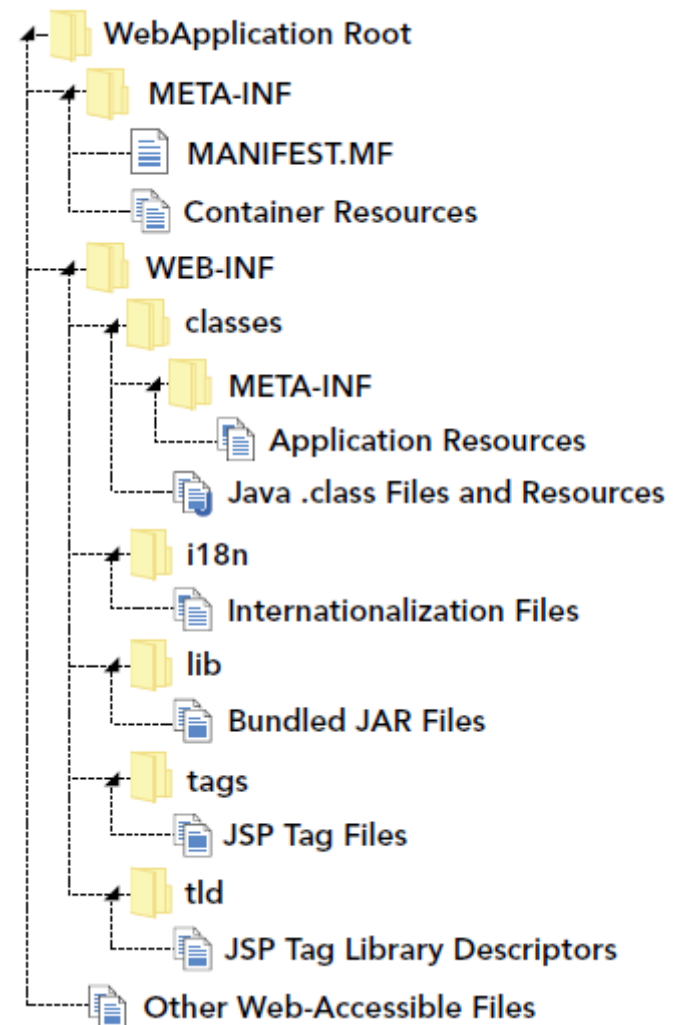 WebApplication Root
META-INF
MANIFEST.MF
Container Resources
WEB-INF
classes
META-INF
Application Resources
Java .class Files and Resources
i18n
Internationalization Files
lib
Bundled JAR Files
tags
JSP Tag Files
tld
JSP Tag Library Descriptors
Other Web-Accessible Files